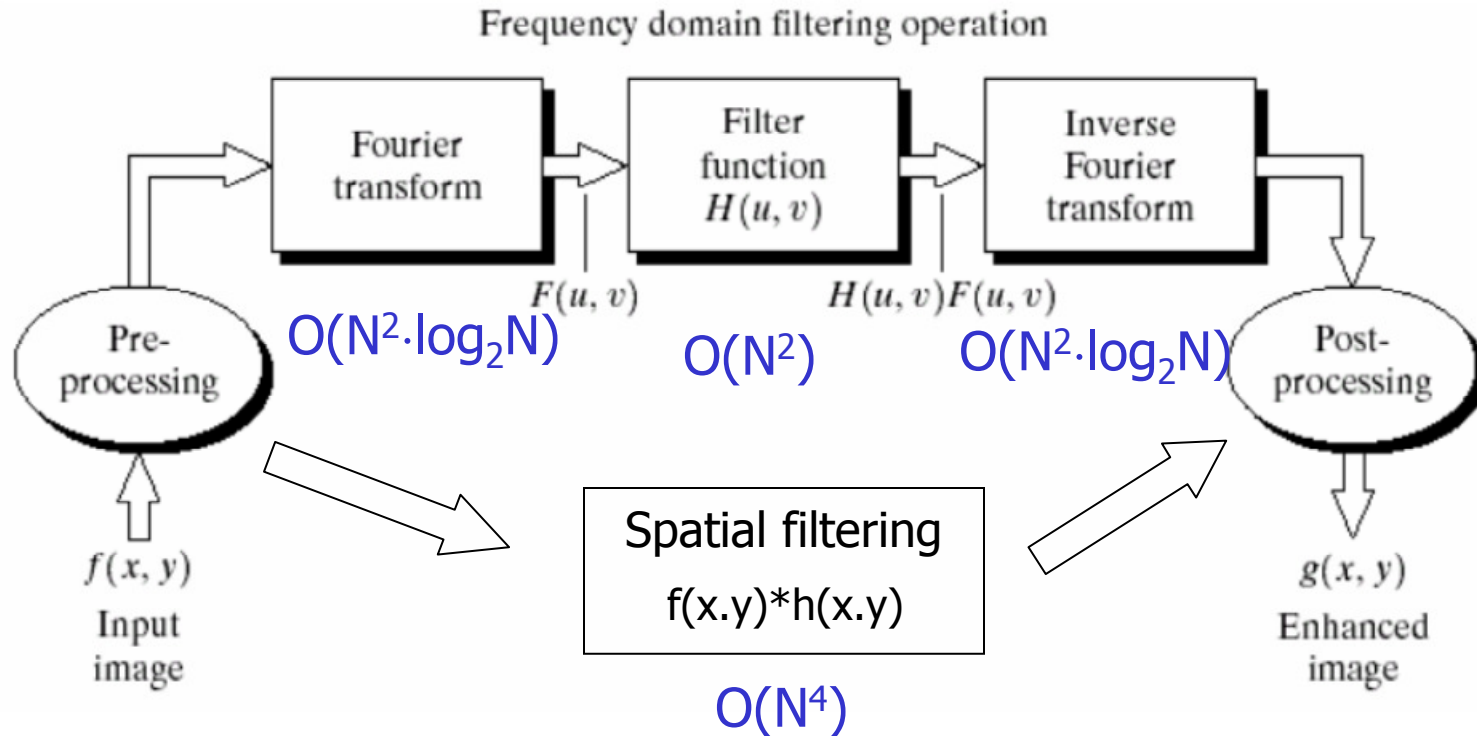 Frequency domain filtering operation
Fourier
transform
Filter
function
H(u, v)
Inverse
Fourier
transform
F(u, v)
H(u, v)F(u, v)
O(N²·log₂N)
O(N²)
O(N²·log₂N)
Pre-
processing
Post-
processing
Spatial filtering
f(x.y)*h(x.y)
O(N⁴)
f(x, y)
Input
image
g(x, y)
Enhanced
image